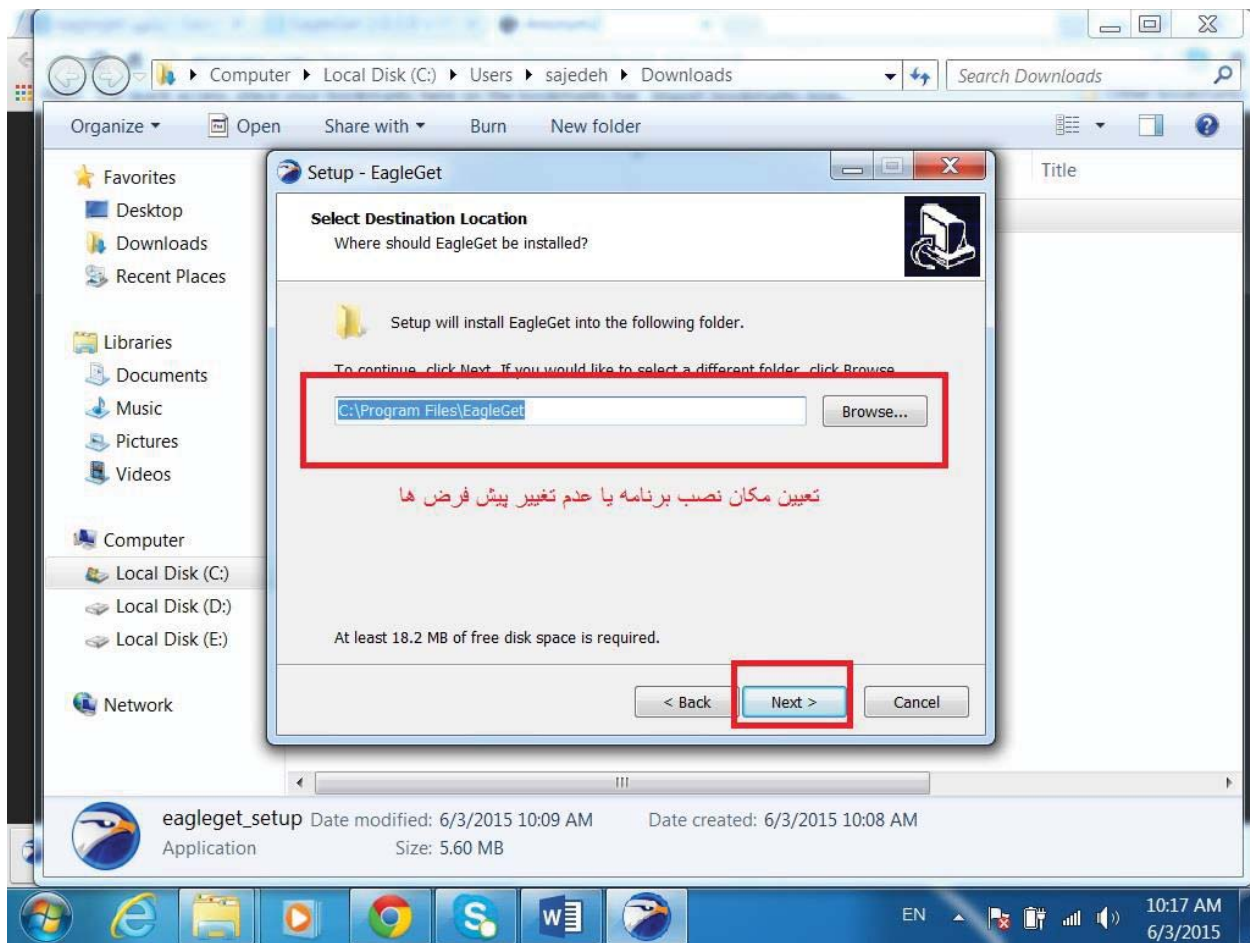 Computer Local Disk (C:) Users sajedeh Downloads
Search Downloads
Organize Open Share with Burn New folder
Favorites
Desktop
Downloads
Recent Places
Libraries
Documents
Music
Pictures
Videos
Computer
Local Disk (C:)
Local Disk (D:)
Local Disk (E:)
Network
Title
Setup - EagleGet
Select Destination Location
Where should EagleGet be installed?
Setup will install EagleGet into the following folder.
To continue, click Next. If you would like to select a different folder, click Browse.
C:\Program Files\EagleGet
Browse...
تعیین مکان نصب برنامه یا عدم تغییر پیش فرض ها
At least 18.2 MB of free disk space is required.
< Back Next > Cancel
eagleget_setup Date modified: 6/3/2015 10:09 AM Date created: 6/3/2015 10:08 AM
Application Size: 5.60 MB
EN
10:17 AM
6/3/2015